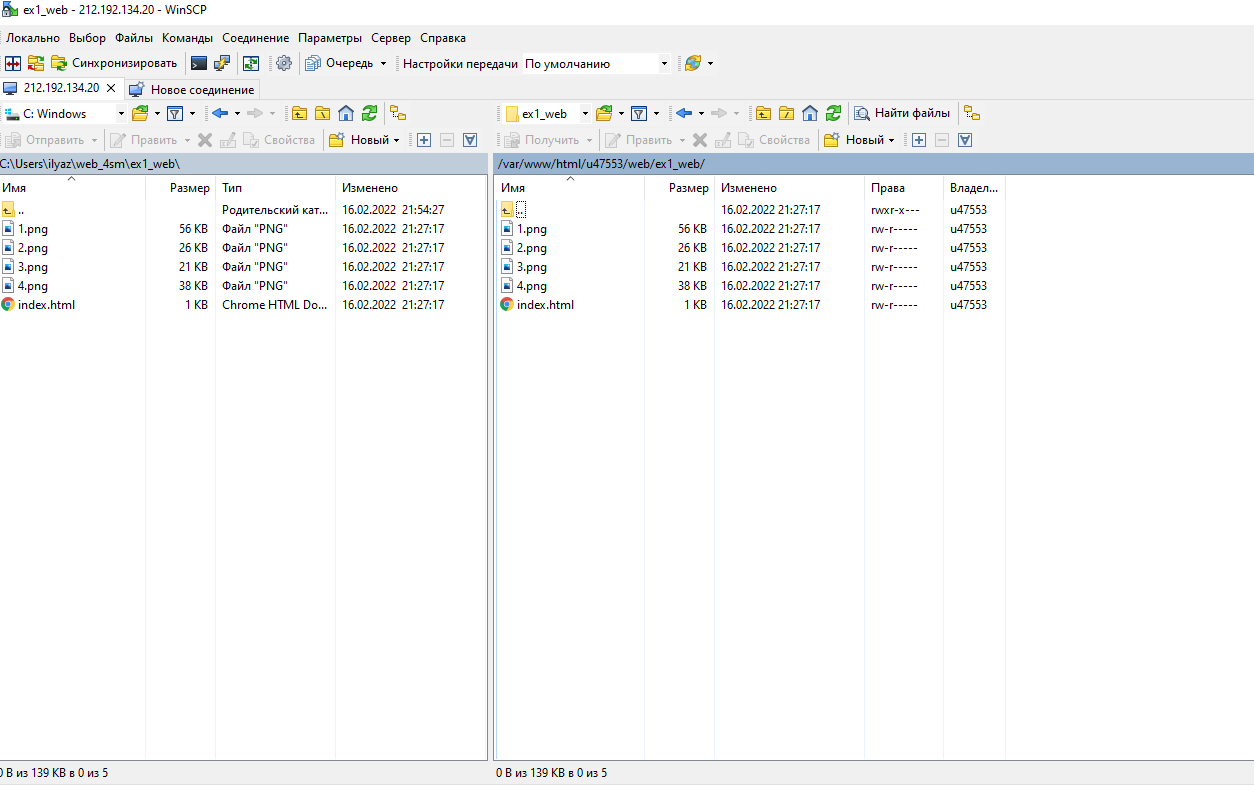 ex1_web - 212.192.134.20 - WinSCP
Локально Выбор Файлы Команды Соединение Параметры Сервер Справка
Синхронизировать Очередь Настройки передачи По умолчанию
212.192.134.20 Новое соединение
C: Windows ex1_web Найти файлы
Отправить Править Свойства Новый Получить Править Свойства Новый
C:\Users\ilyaz\web_4sm\ex1_web\ /var/www/html/u47553/web/ex1_web/
Имя Размер Тип Изменено Имя Размер Изменено Права Владел...
.. Родительский кат... 16.02.2022 21:54:27 .. 16.02.2022 21:27:17 rwxr-x--- u47553
1.png 56 KB Файл "PNG" 16.02.2022 21:27:17 1.png 56 KB 16.02.2022 21:27:17 rw-r----- u47553
2.png 26 KB Файл "PNG" 16.02.2022 21:27:17 2.png 26 KB 16.02.2022 21:27:17 rw-r----- u47553
3.png 21 KB Файл "PNG" 16.02.2022 21:27:17 3.png 21 KB 16.02.2022 21:27:17 rw-r----- u47553
4.png 38 KB Файл "PNG" 16.02.2022 21:27:17 4.png 38 KB 16.02.2022 21:27:17 rw-r----- u47553
index.html 1 KB Chrome HTML Do... 16.02.2022 21:27:17 index.html 1 KB 16.02.2022 21:27:17 rw-r----- u47553
0 B из 139 KB в 0 из 5 0 B из 139 KB в 0 из 5